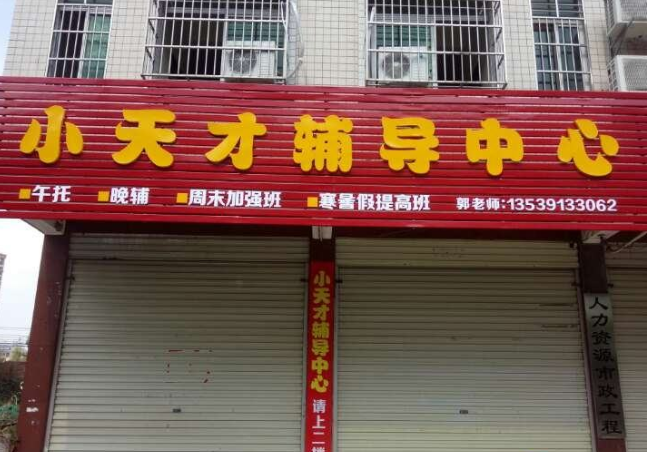 小天才辅导中心
午托 晚辅 周末加强班 寒暑假提高班 郭老师:13539133062
小天才辅导中心 请上二楼
人力资源市政工程